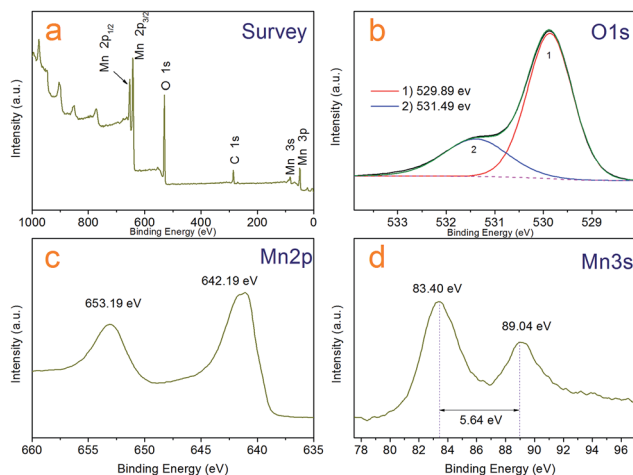 a
Survey
Mn 2p1/2
Mn 2p3/2
O 1s
C 1s
Mn 3s
Mn 3p
Intensity (a.u.)
1000 800 600 400 200 0
Binding Energy (eV)
b
O1s
1
1) 529.89 ev
2) 531.49 ev
2
Intensity (a.u.)
533 532 531 530 529
Binding Energy (eV)
c
Mn2p
642.19 eV
653.19 eV
Intensity (a.u.)
660 655 650 645 640 635
Binding Energy (eV)
d
Mn3s
83.40 eV
89.04 eV
5.64 eV
Intensity (a.u.)
78 80 82 84 86 88 90 92 94 96
Binding Energy (eV)